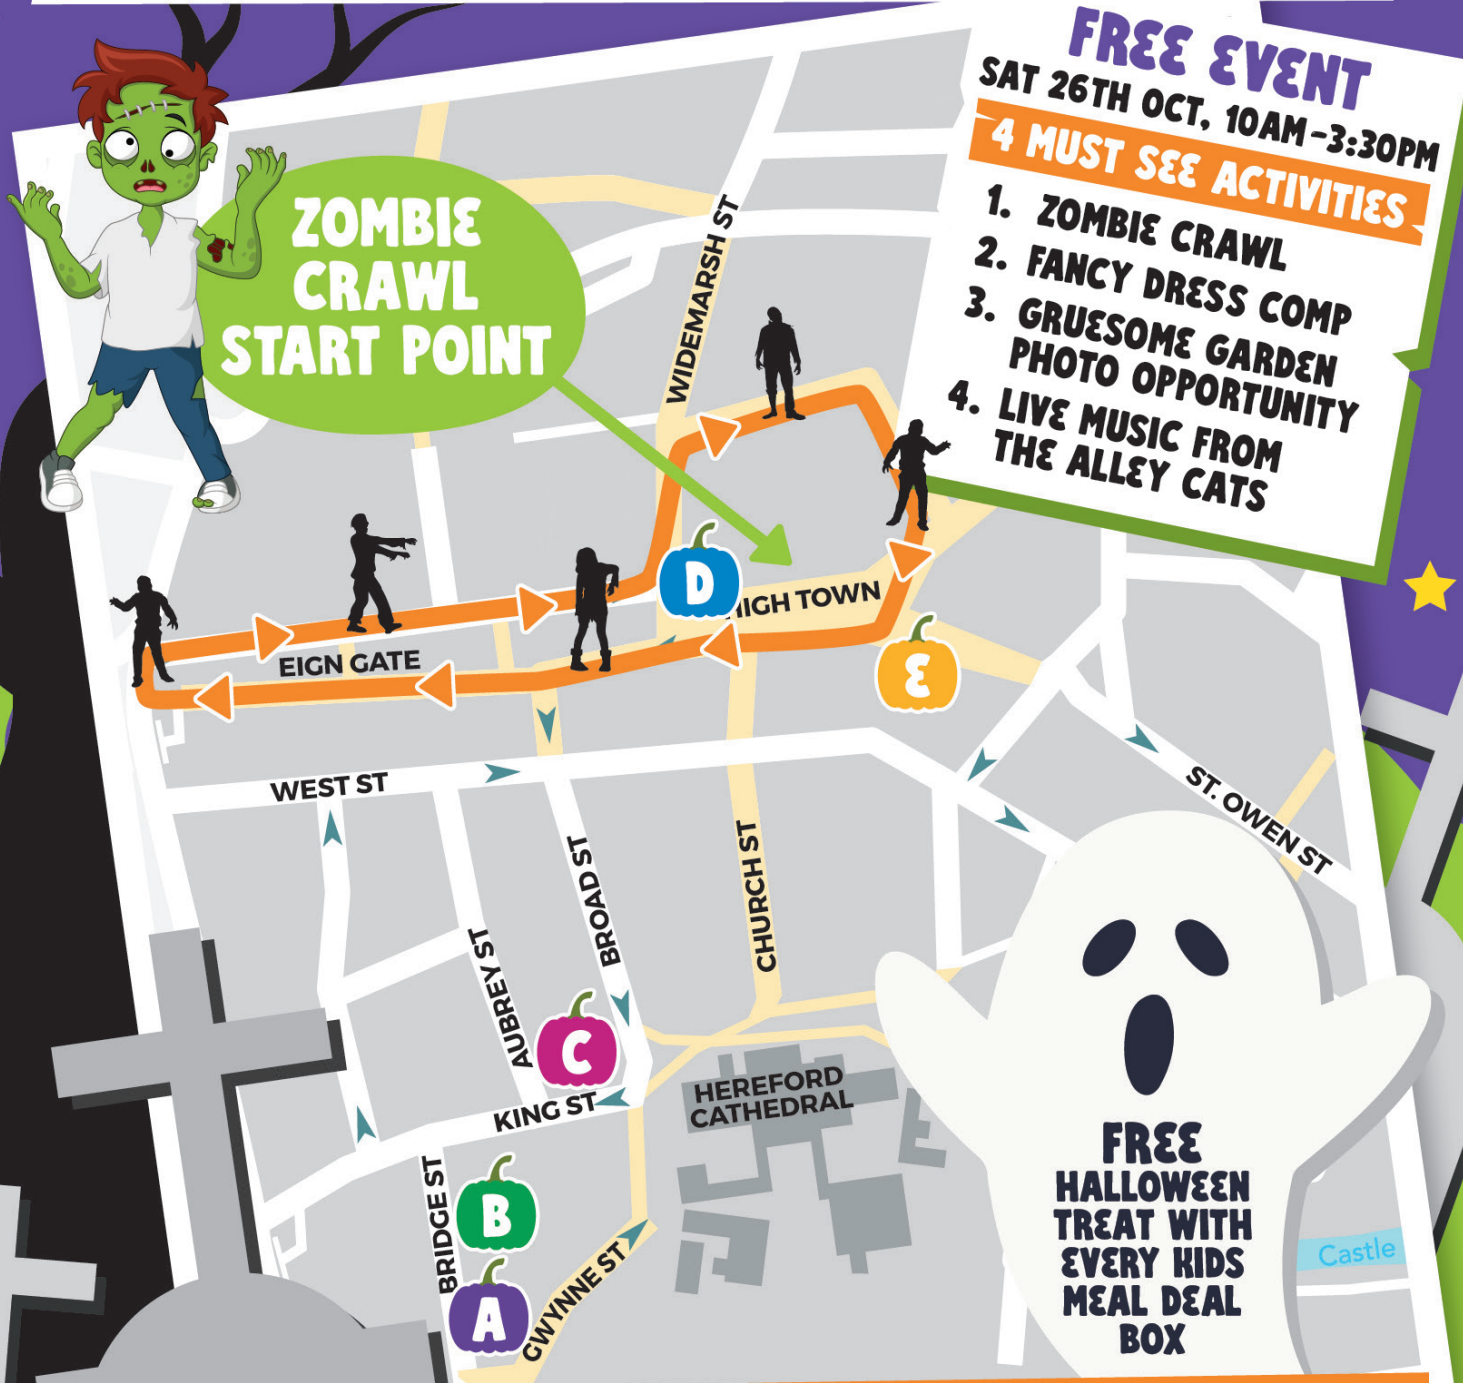 FREE EVENT
SAT 26TH OCT, 10AM-3:30PM
4 MUST SEE ACTIVITIES
1. ZOMBIE CRAWL
2. FANCY DRESS COMP
3. GRUESOME GARDEN
PHOTO OPPORTUNITY
4. LIVE MUSIC FROM
THE ALLEY CATS
ZOMBIE
CRAWL
START POINT
WIDEMARSH ST
D
HIGH TOWN
EIGN GATE
E
WEST ST
ST. OWEN ST
BROAD ST
CHURCH ST
AUBREY ST
C
KING ST
HEREFORD
CATHEDRAL
BRIDGE ST
B
A
GWYNNE ST
FREE
HALLOWEEN
TREAT WITH
EVERY KIDS
MEAL DEAL
BOX
Castle